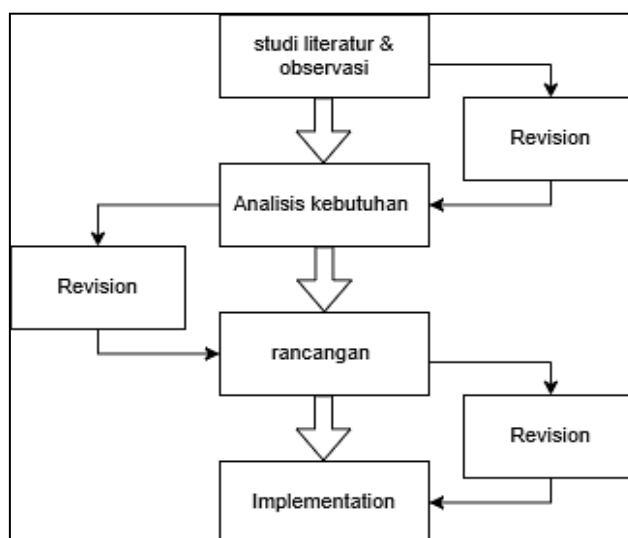 studi literatur &
observasi
Revision
Analisis kebutuhan
Revision
rancangan
Revision
Implementation